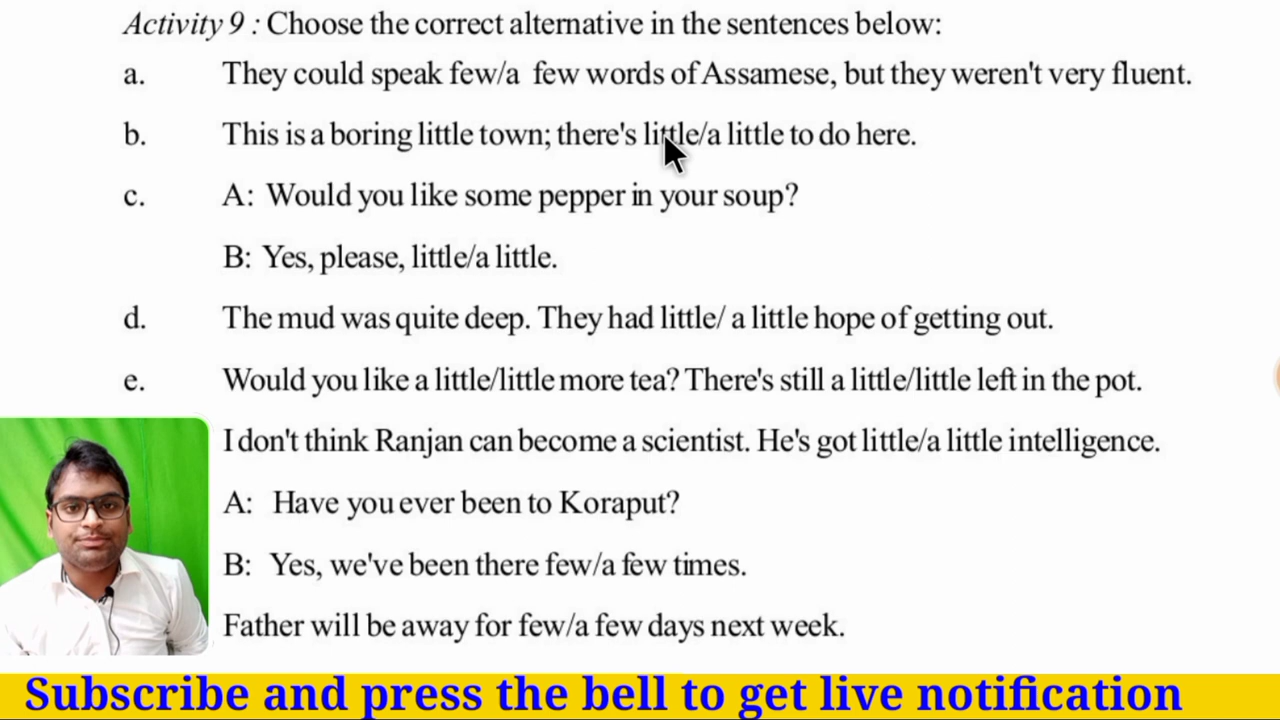 Activity 9 : Choose the correct alternative in the sentences below:
a. They could speak few/a few words of Assamese, but they weren't very fluent.
b. This is a boring little town; there's little/a little to do here.
c. A: Would you like some pepper in your soup?
B: Yes, please, little/a little.
d. The mud was quite deep. They had little/ a little hope of getting out.
e. Would you like a little/little more tea? There's still a little/little left in the pot.
I don't think Ranjan can become a scientist. He's got little/a little intelligence.
A: Have you ever been to Koraput?
B: Yes, we've been there few/a few times.
Father will be away for few/a few days next week.
Subscribe and press the bell to get live notification